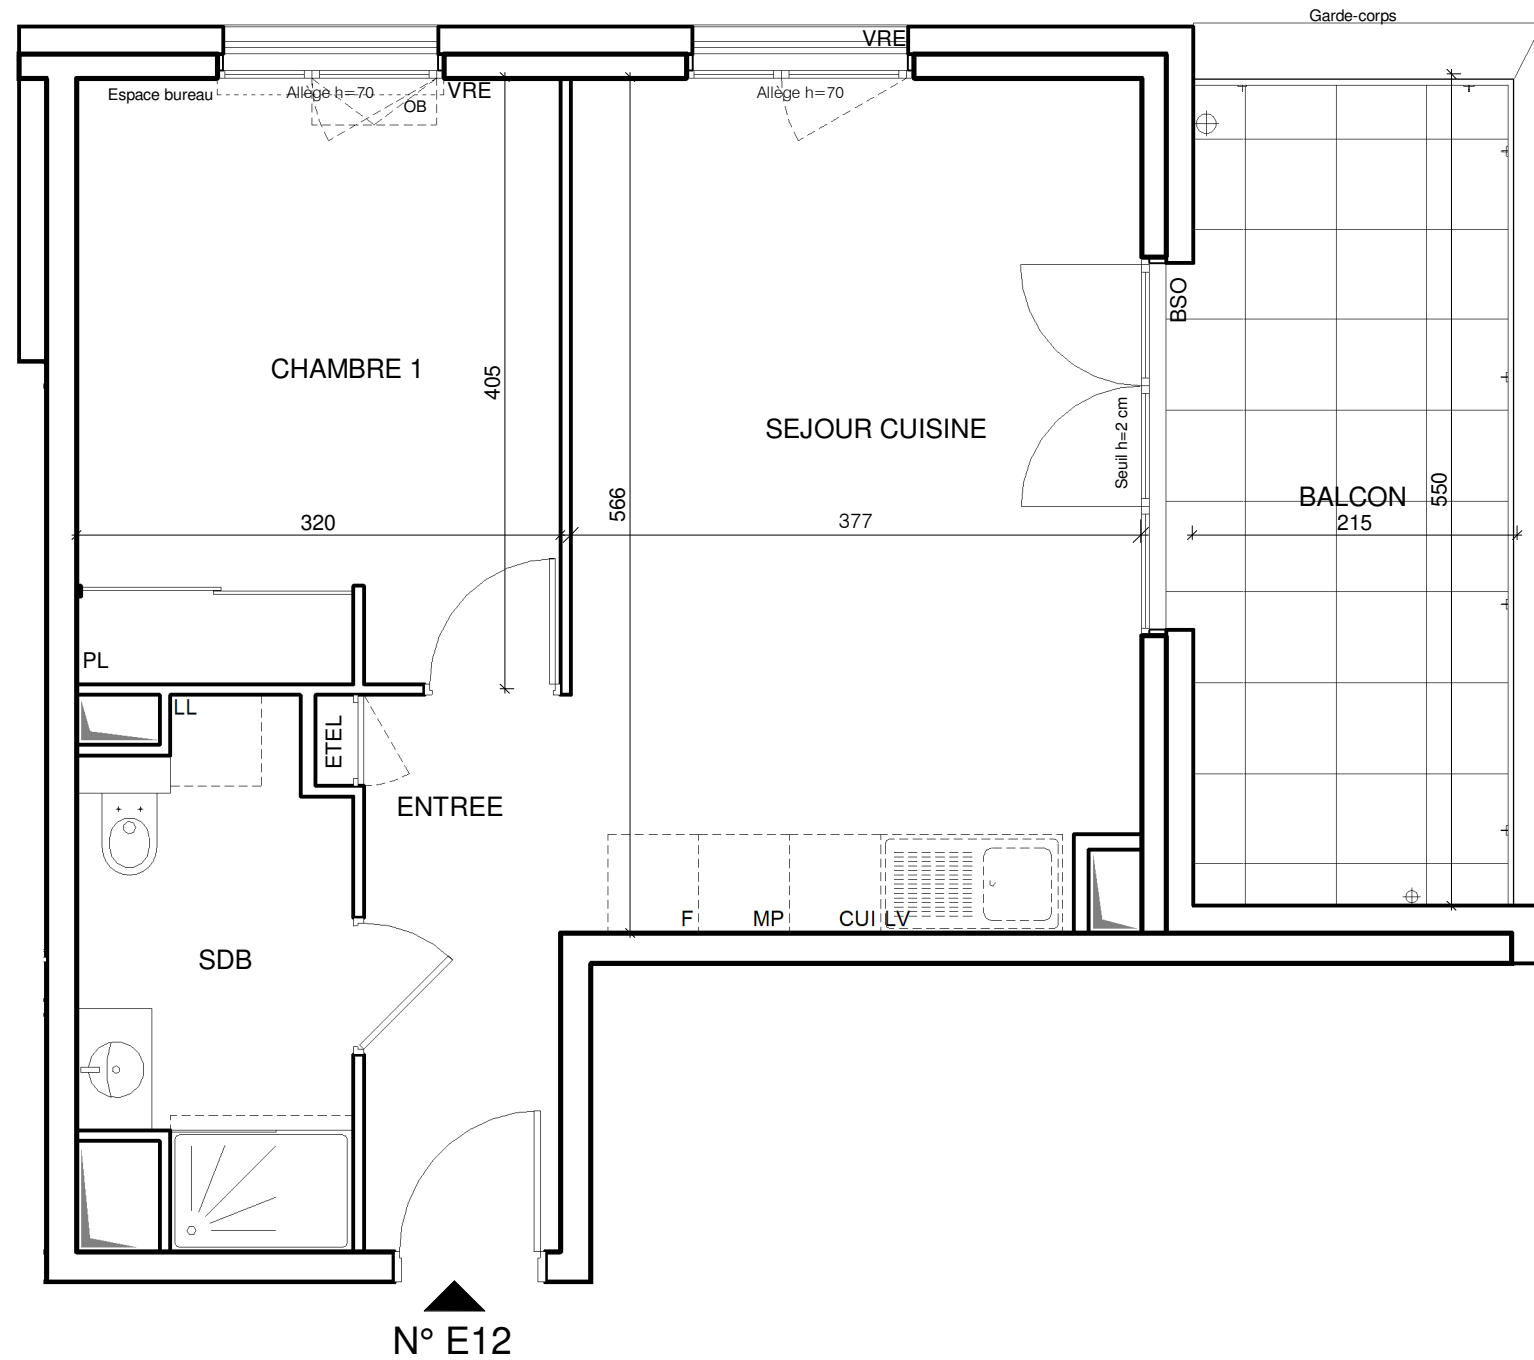 Garde-corps
VRE
Espace bureau
Allège h=70
OB
VRE
Allège h=70
BSO
CHAMBRE 1
405
SEJOUR CUISINE
Seuil h=2 cm
566
BALCON
550
320
377
215
PL
LL
ETEL
ENTREE
F
MP
CUI
LV
SDB
N° E12